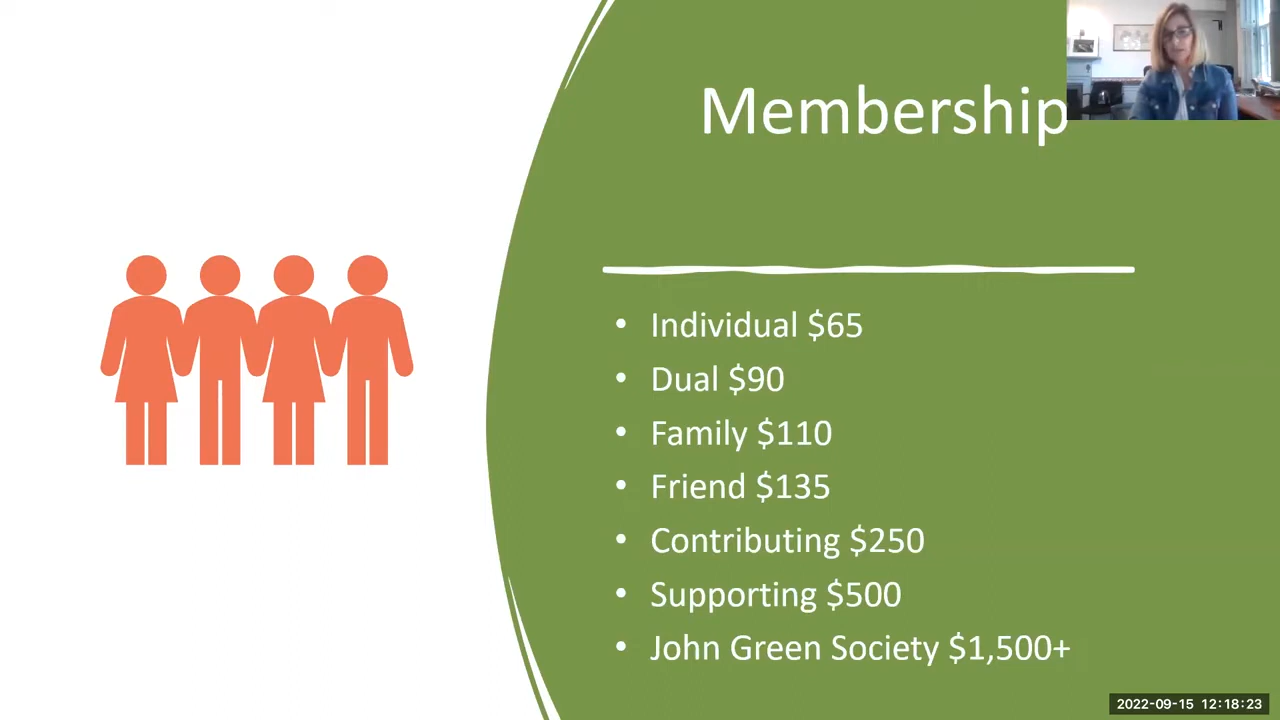 Membership
• Individual $65
• Dual $90
• Family $110
• Friend $135
• Contributing $250
• Supporting $500
• John Green Society $1,500+
2022-09-15 12:18:23